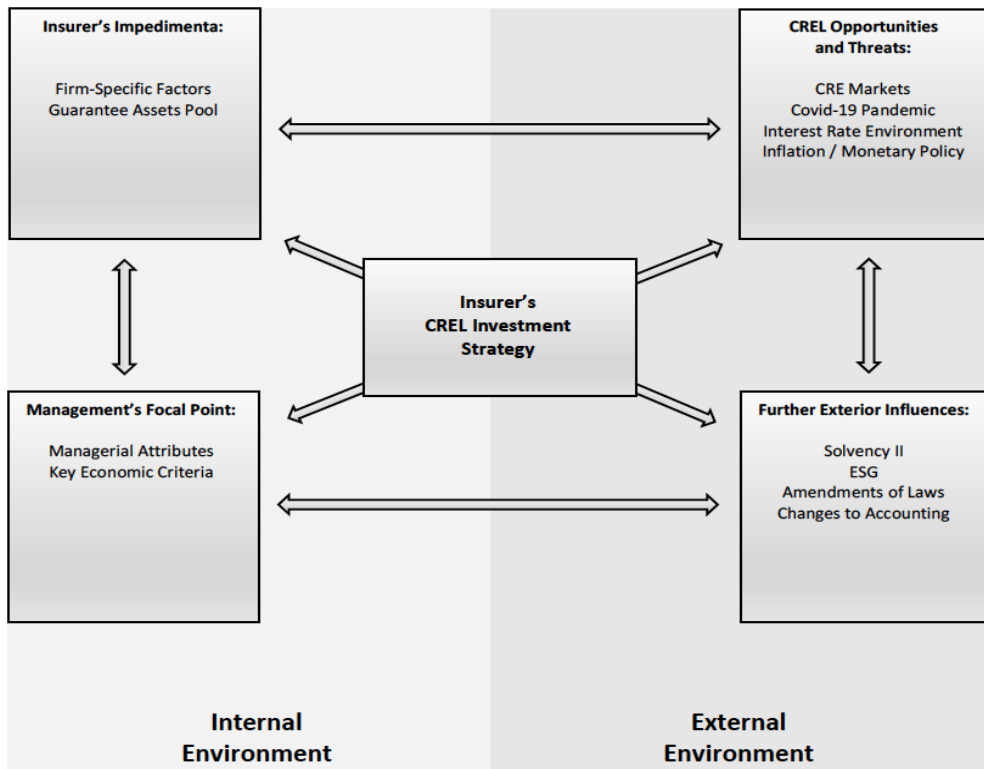 Insurer’s Impedimenta:
Firm-Specific Factors
Guarantee Assets Pool
CREL Opportunities
and Threats:
CRE Markets
Covid-19 Pandemic
Interest Rate Environment
Inflation / Monetary Policy
Insurer’s
CREL Investment
Strategy
Management’s Focal Point:
Managerial Attributes
Key Economic Criteria
Further Exterior Influences:
Solvency II
ESG
Amendments of Laws
Changes to Accounting
Internal
Environment
External
Environment